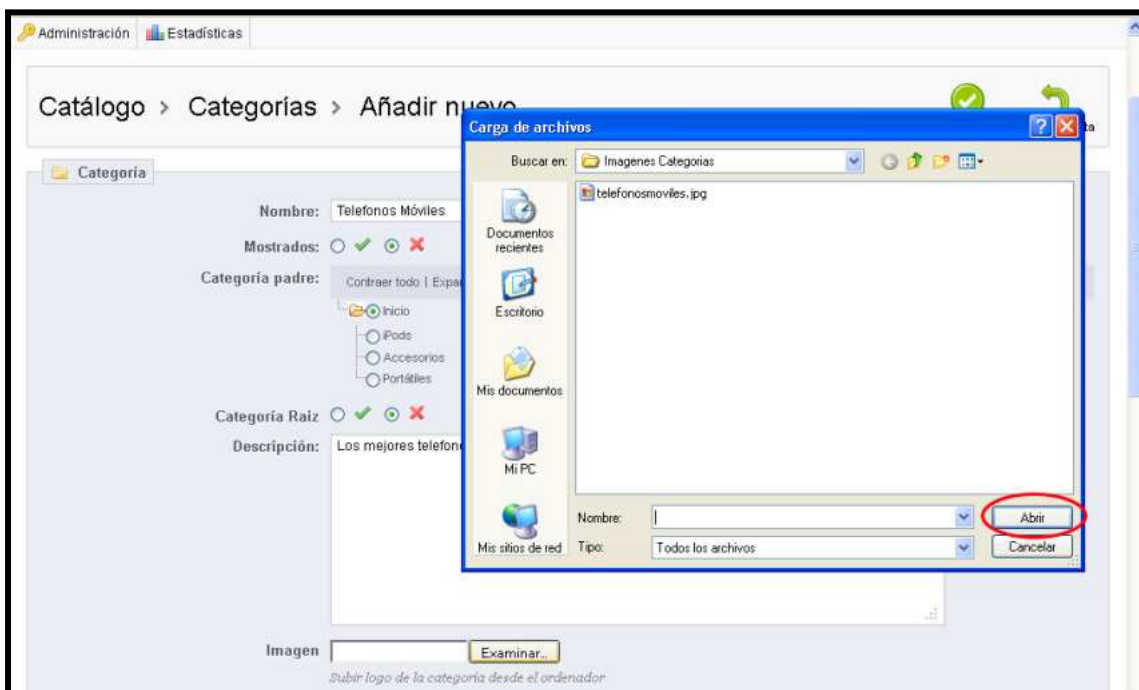 Administración Estadísticas
Catálogo > Categorías > Añadir nuevo
Carga de archivos
Buscar en: Imagenes Categorias
Categoría
telefonosmoviles.jpg
Nombre: Telefonos Móviles
Documentos recientes
Mostrados:
Categoría padre: Contraer todo |
Inicio
Escritorio
iPods
Accesorios
Portátiles
Mis documentos
Categoría Raiz
Descripción: Los mejores
Mi PC
Nombre: Abrir
Mis sitios de red Tipo: Todos los archivos Cancelar
Imagen Examinar..
Subir logo de la categoría desde el ordenador